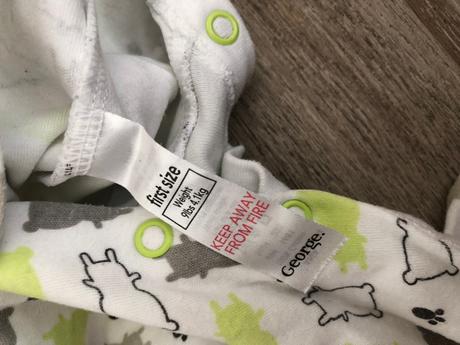 first size
Weight
9lbs 4.1kg
KEEP AWAY
FROM FIRE
George.